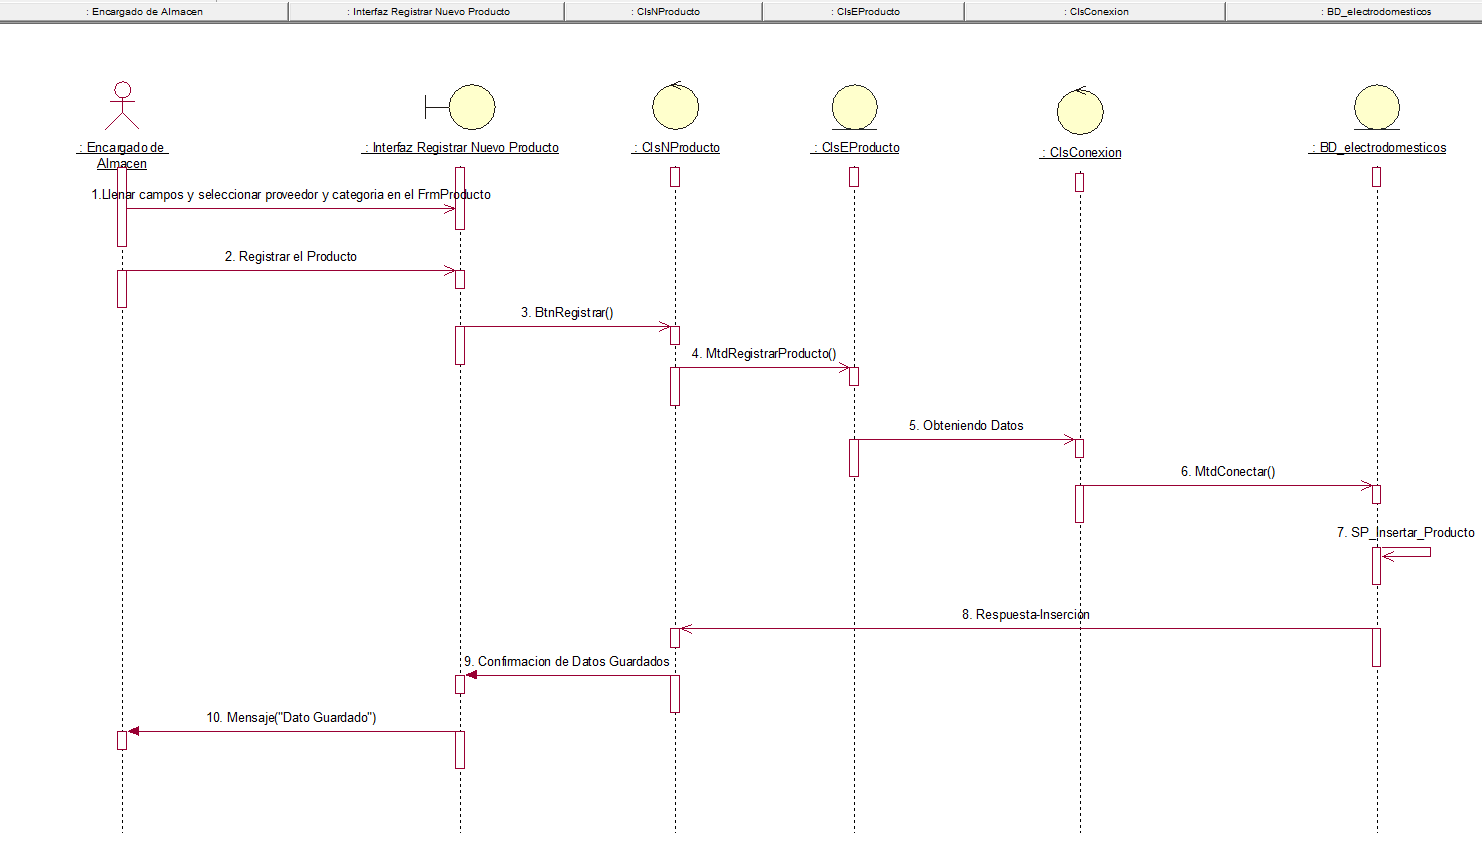 : Encargado de Almacen
: Interfaz Registrar Nuevo Producto
: ClsNProducto
: ClsEProducto
: ClsConexion
: BD_electrodomesticos
: Encargado de
Almacen
: Interfaz Registrar Nuevo Producto
: ClsNProducto
: ClsEProducto
: ClsConexion
: BD_electrodomesticos
1.Llenar campos y seleccionar proveedor y categoria en el FrmProducto
2. Registrar el Producto
3. BtnRegistrar()
4. MtdRegistrarProducto()
5. Obteniendo Datos
6. MtdConectar()
7. SP_Insertar_Producto
8. Respuesta-Inserción
9. Confirmacion de Datos Guardados
10. Mensaje("Dato Guardado")